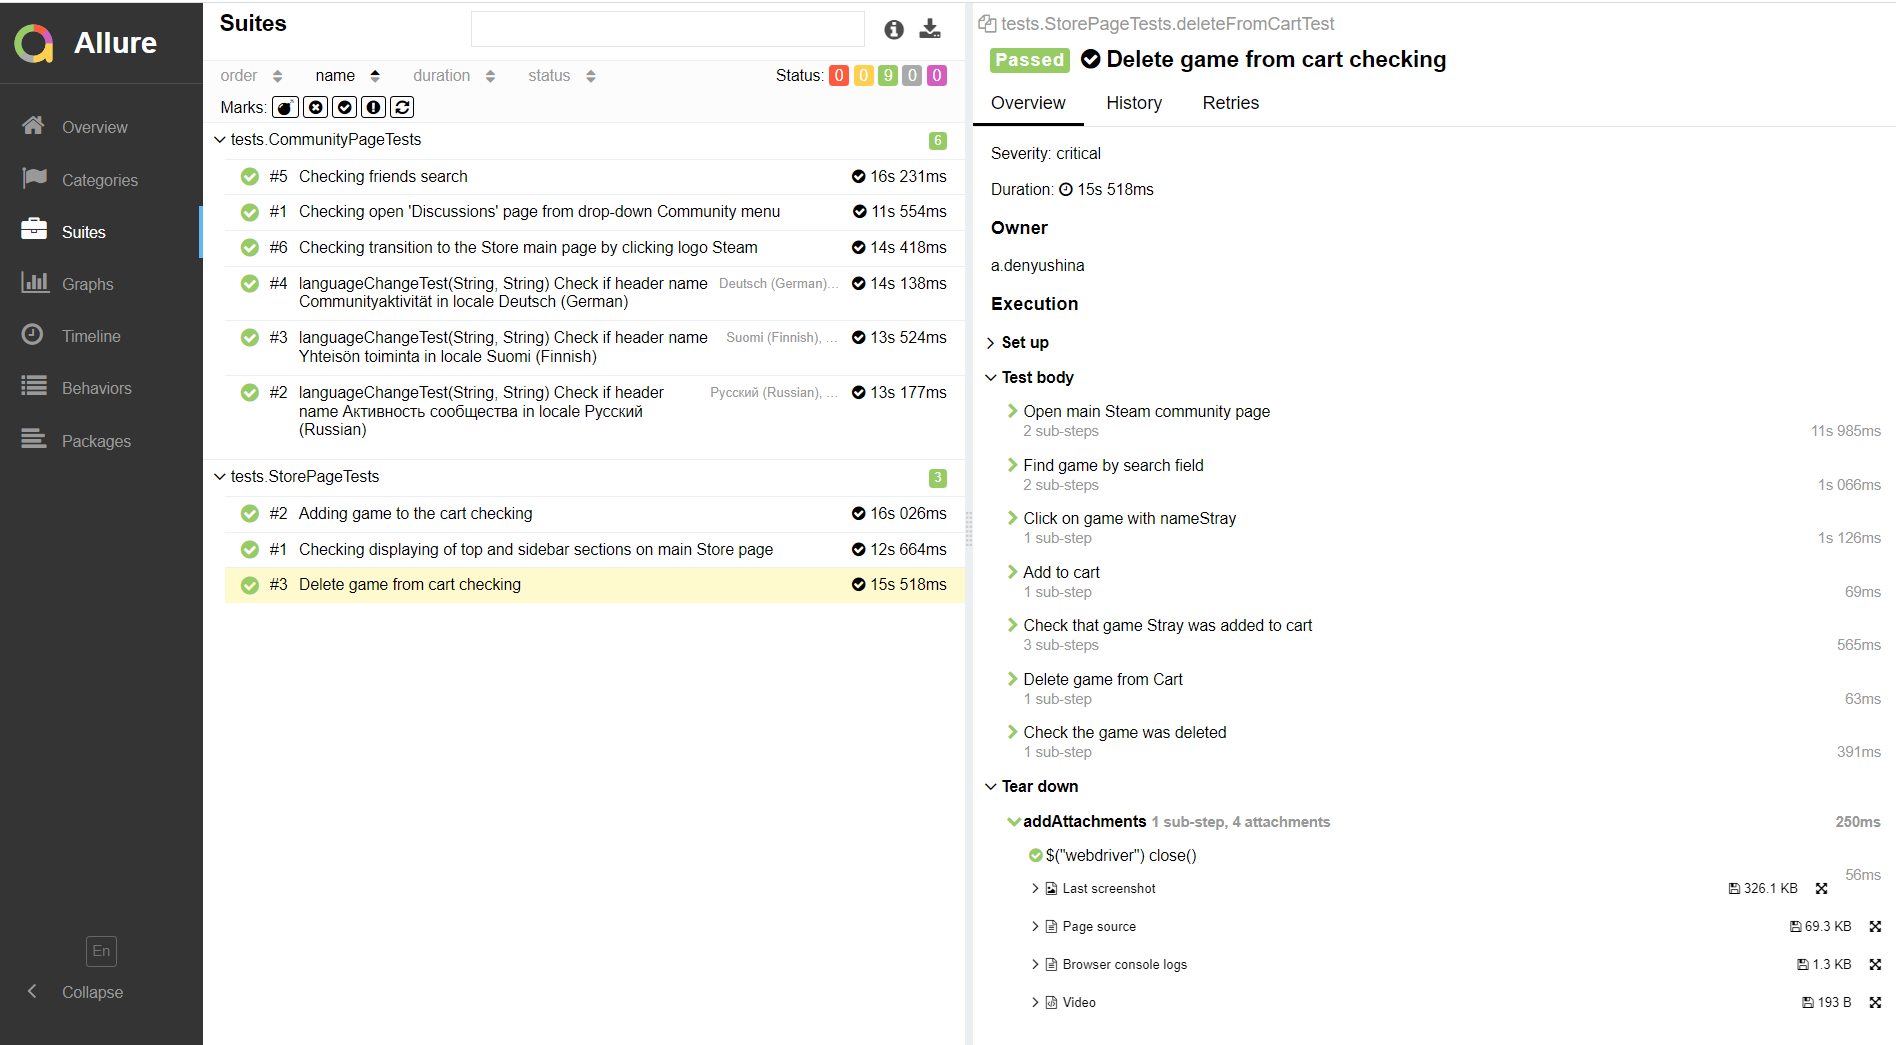 Allure
Overview
Categories
Suites
Graphs
Timeline
Behaviors
Packages
En
Collapse
Suites
order name duration status Status: 0 0 9 0 0
Marks:
tests.CommunityPageTests 6
#5 Checking friends search 16s 231ms
#1 Checking open 'Discussions' page from drop-down Community menu 11s 554ms
#6 Checking transition to the Store main page by clicking logo Steam 14s 418ms
#4 languageChangeTest(String, String) Check if header name Deutsch (German)... 14s 138ms
Communityaktivität in locale Deutsch (German)
#3 languageChangeTest(String, String) Check if header name Suomi (Finnish), ... 13s 524ms
Yhteisön toiminta in locale Suomi (Finnish)
#2 languageChangeTest(String, String) Check if header Русский (Russian), ... 13s 177ms
name Активность сообщества in locale Русский
(Russian)
tests.StorePageTests 3
#2 Adding game to the cart checking 16s 026ms
#1 Checking displaying of top and sidebar sections on main Store page 12s 664ms
#3 Delete game from cart checking 15s 518ms
tests.StorePageTests.deleteFromCartTest
Passed Delete game from cart checking
Overview History Retries
Severity: critical
Duration: 15s 518ms
Owner
a.denyushina
Execution
Set up
Test body
Open main Steam community page
2 sub-steps 11s 985ms
Find game by search field
2 sub-steps 1s 066ms
Click on game with nameStray
1 sub-step 1s 126ms
Add to cart
1 sub-step 69ms
Check that game Stray was added to cart
3 sub-steps 565ms
Delete game from Cart
1 sub-step 63ms
Check the game was deleted
1 sub-step 391ms
Tear down
addAttachments 1 sub-step, 4 attachments 250ms
$("webdriver") close()
56ms
Last screenshot 326.1 KB
Page source 69.3 KB
Browser console logs 1.3 KB
Video 193 B